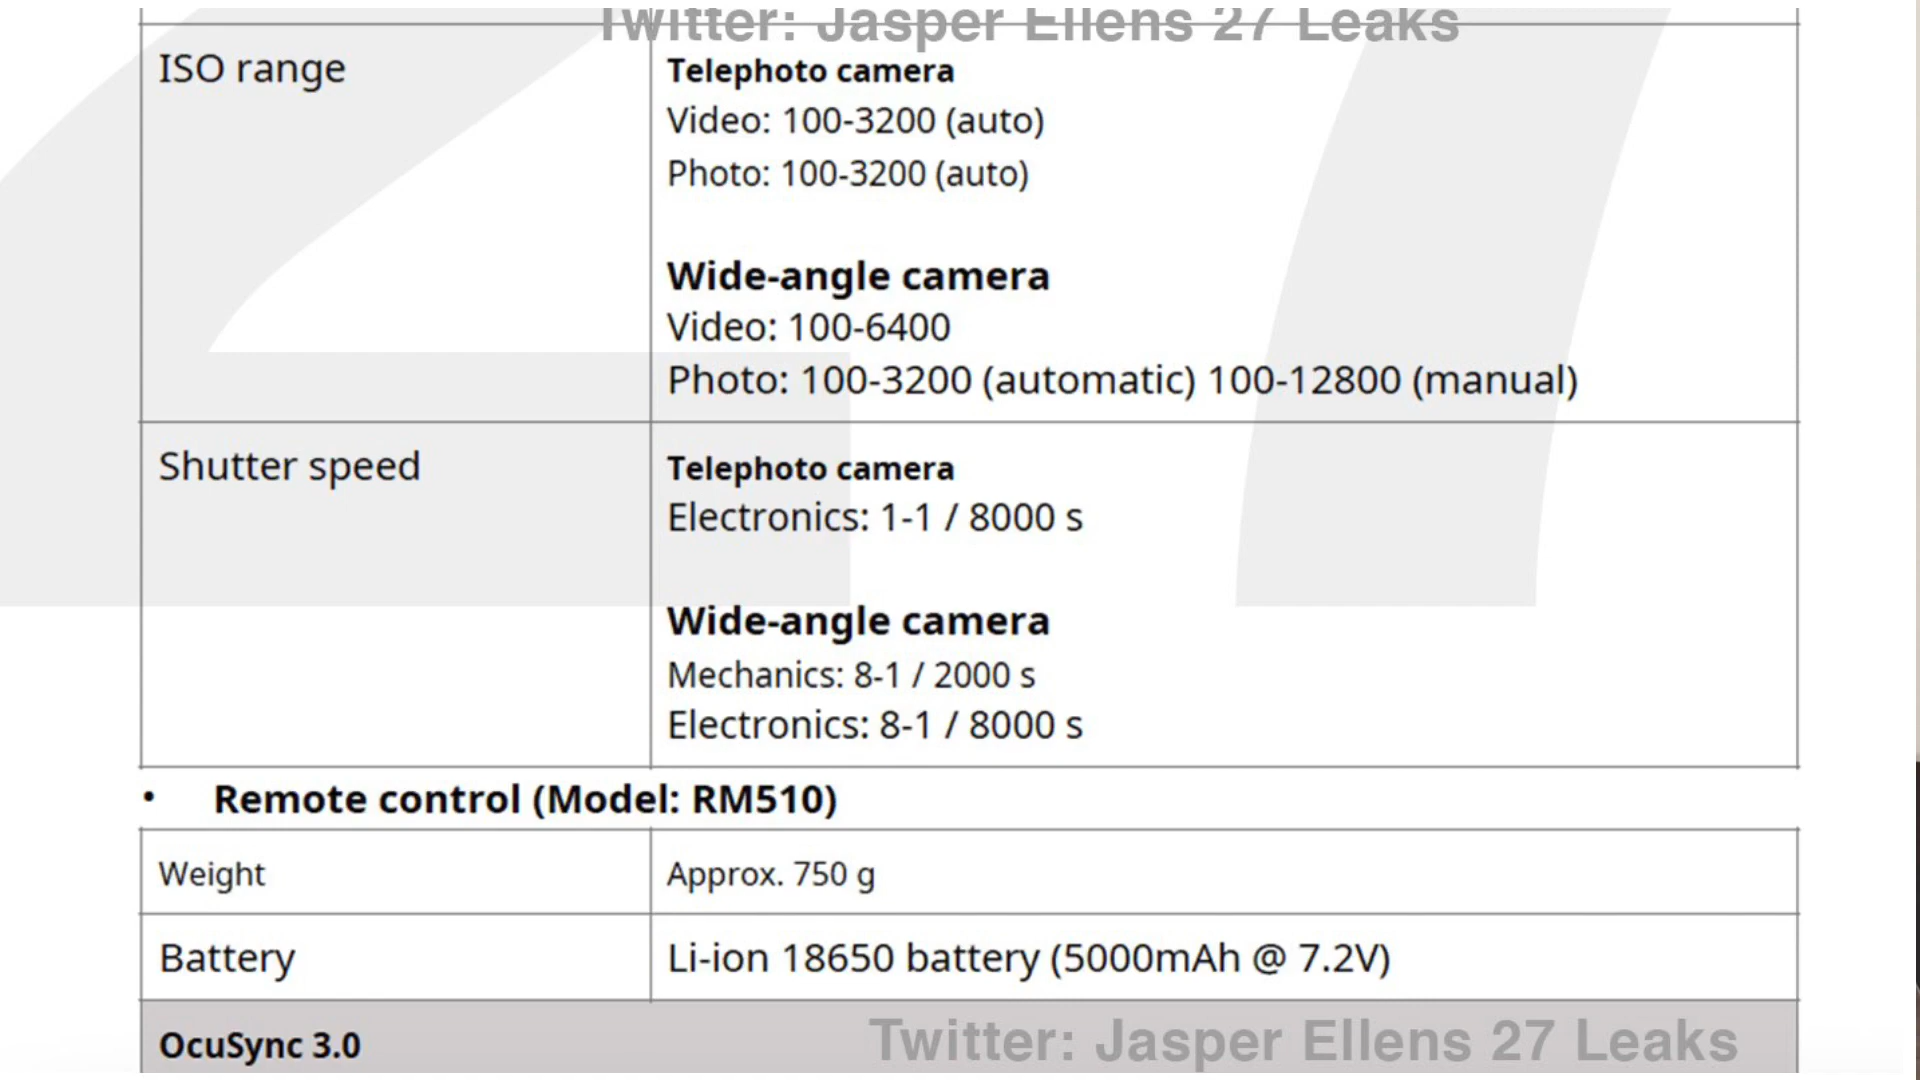 Twitter: Jasper Ellens 27 Leaks
ISO range
Telephoto camera
Video: 100-3200 (auto)
Photo: 100-3200 (auto)
Wide-angle camera
Video: 100-6400
Photo: 100-3200 (automatic) 100-12800 (manual)
Shutter speed
Telephoto camera
Electronics: 1-1 / 8000 s
Wide-angle camera
Mechanics: 8-1 / 2000 s
Electronics: 8-1 / 8000 s
• Remote control (Model: RM510)
Weight
Approx. 750 g
Battery
Li-ion 18650 battery (5000mAh @ 7.2V)
OcuSync 3.0
Twitter: Jasper Ellens 27 Leaks
27